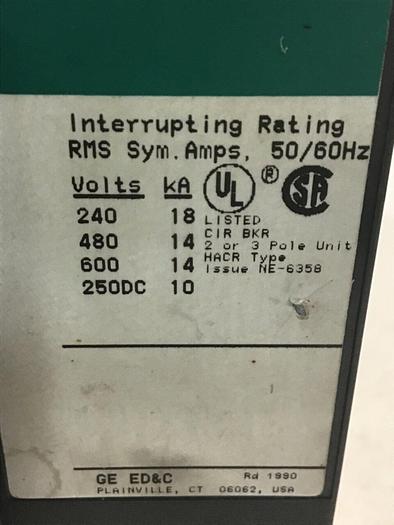 Interrupting Rating
RMS Sym.Amps, 50/60Hz
Volts kA UL ® SA
240 18 LISTED
CIR BKR
480 14 2 or 3 Pole Unit
HACR Type
600 14 Issue NE-6358
250DC 10
GE ED&C Rd 1990
PLAINVILLE, CT 06062, USA